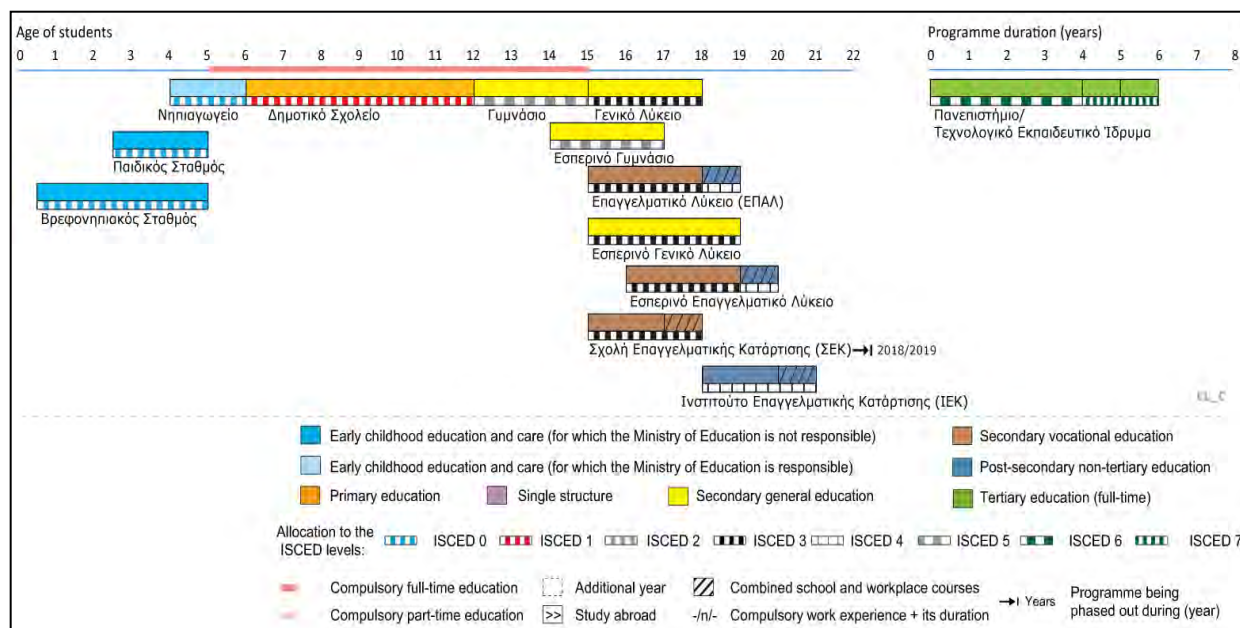 Age of students
Programme duration (years)
0 1 2 3 4 5 6 7 8 9 10 11 12 13 14 15 16 17 18 19 20 21 22
0 1 2 3 4 5 6 7 8
Νηπιαγωγείο
Δημοτικό Σχολείο
Γυμνάσιο
Γενικό Λύκειο
Πανεπιστήμιο/
Τεχνολογικό Εκπαιδευτικό Ίδρυμα
Εσπερινό Γυμνάσιο
Παιδικός Σταθμός
Επαγγελματικό Λύκειο (ΕΠΑΛ)
Βρεφονηπιακός Σταθμός
Εσπερινό Γενικό Λύκειο
Εσπερινό Επαγγελματικό Λύκειο
Σχολή Επαγγελματικής Κατάρτισης (ΣΕΚ) 2018/2019
Ινστιτούτο Επαγγελματικής Κατάρτισης (ΙΕΚ)
EL_C
Early childhood education and care (for which the Ministry of Education is not responsible)
Secondary vocational education
Early childhood education and care (for which the Ministry of Education is responsible)
Post-secondary non-tertiary education
Primary education
Single structure
Secondary general education
Tertiary education (full-time)
Allocation to the
ISCED levels:
ISCED 0
ISCED 1
ISCED 2
ISCED 3
ISCED 4
ISCED 5
ISCED 6
ISCED 7
Compulsory full-time education
Additional year
Combined school and workplace courses
Years
Programme being
phased out during (year)
Compulsory part-time education
>> Study abroad
-/n/- Compulsory work experience + its duration